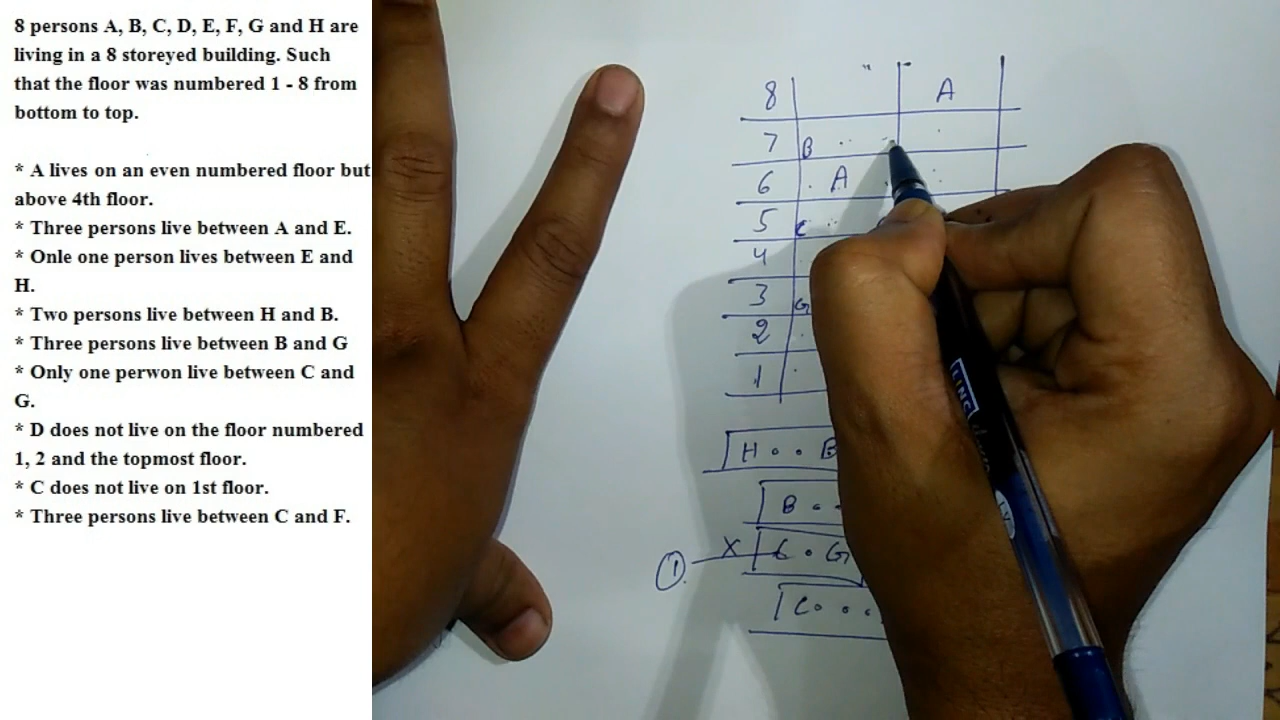 8 persons A, B, C, D, E, F, G and H are
living in a 8 storeyed building. Such
that the floor was numbered 1 - 8 from
bottom to top.
* A lives on an even numbered floor but
above 4th floor.
* Three persons live between A and E.
* Onle one person lives between E and
H.
* Two persons live between H and B.
* Three persons live between B and G
* Only one perwon live between C and
G.
* D does not live on the floor numbered
1, 2 and the topmost floor.
* C does not live on 1st floor.
* Three persons live between C and F.
8 A
7 B
6 A
5 C
4
3 G
2
1
H . . B
B . .
1 X C . G
C . . .
LINC